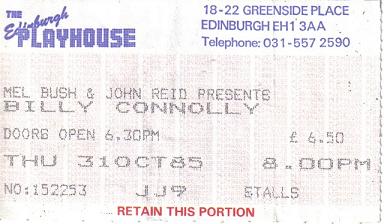 The
Edinburgh
PLAYHOUSE
18-22 GREENSIDE PLACE
EDINBURGH EH1 3AA
Telephone: 031-557 2590
MEL BUSH & JOHN REID PRESENTS
BILLY CONNOLLY
DOORS OPEN 6.30PM £ 6.50
THU 31OCT85 8.00PM
NO:152253 JJ9 STALLS
RETAIN THIS PORTION